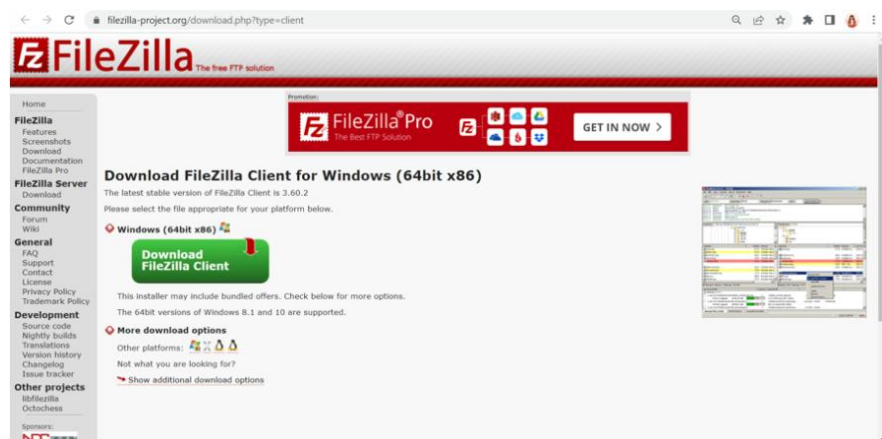 filezilla-project.org/download.php?type=client
FileZilla The free FTP solution
Promotion:
FileZilla®Pro
The Best FTP Solution
GET IN NOW >
Home
FileZilla
Features
Screenshots
Download
Documentation
FileZilla Pro
FileZilla Server
Download
Community
Forum
Wiki
General
FAQ
Support
Contact
License
Privacy Policy
Trademark Policy
Development
Source code
Nightly builds
Translations
Version history
Changelog
Issue tracker
Other projects
libfilezilla
Octochess
Sponsors:
Download FileZilla Client for Windows (64bit x86)
The latest stable version of FileZilla Client is 3.60.2
Please select the file appropriate for your platform below.
Windows (64bit x86)
Download
FileZilla Client
This installer may include bundled offers. Check below for more options.
The 64bit versions of Windows 8.1 and 10 are supported.
More download options
Other platforms:
Not what you are looking for?
Show additional download options